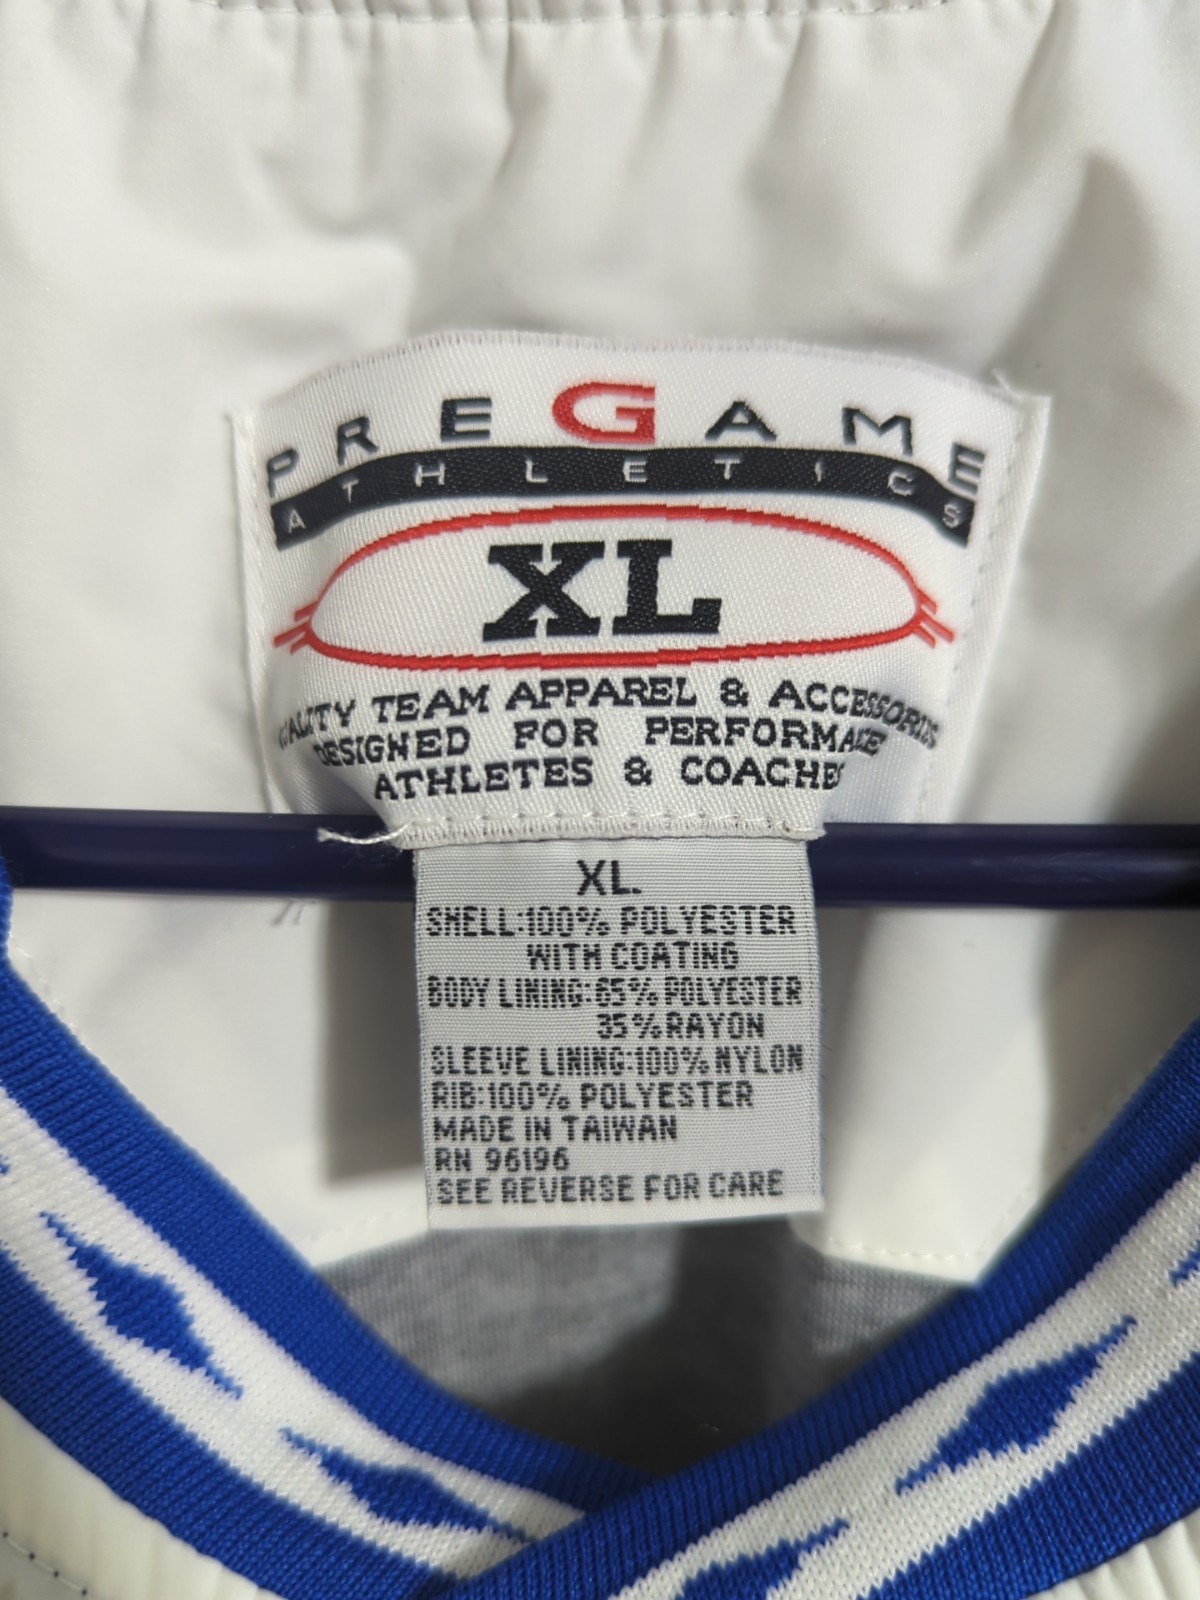 PREGAME
ATHLETICS
XL
QUALITY TEAM APPAREL & ACCESSORIES
DESIGNED FOR PERFORMANCE
ATHLETES & COACHES
XL.
SHELL:100% POLYESTER
WITH COATING
BODY LINING:65% POLYESTER
35%RAYON
SLEEVE LINING:100%NYLON
RIB:100% POLYESTER
MADE IN TAIWAN
RN 96196
SEE REVERSE FOR CARE